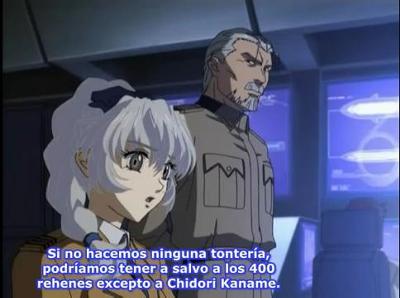 Si no hacemos ninguna tontería,
podríamos tener a salvo a los 400
rehenes excepto a Chidori Kaname.